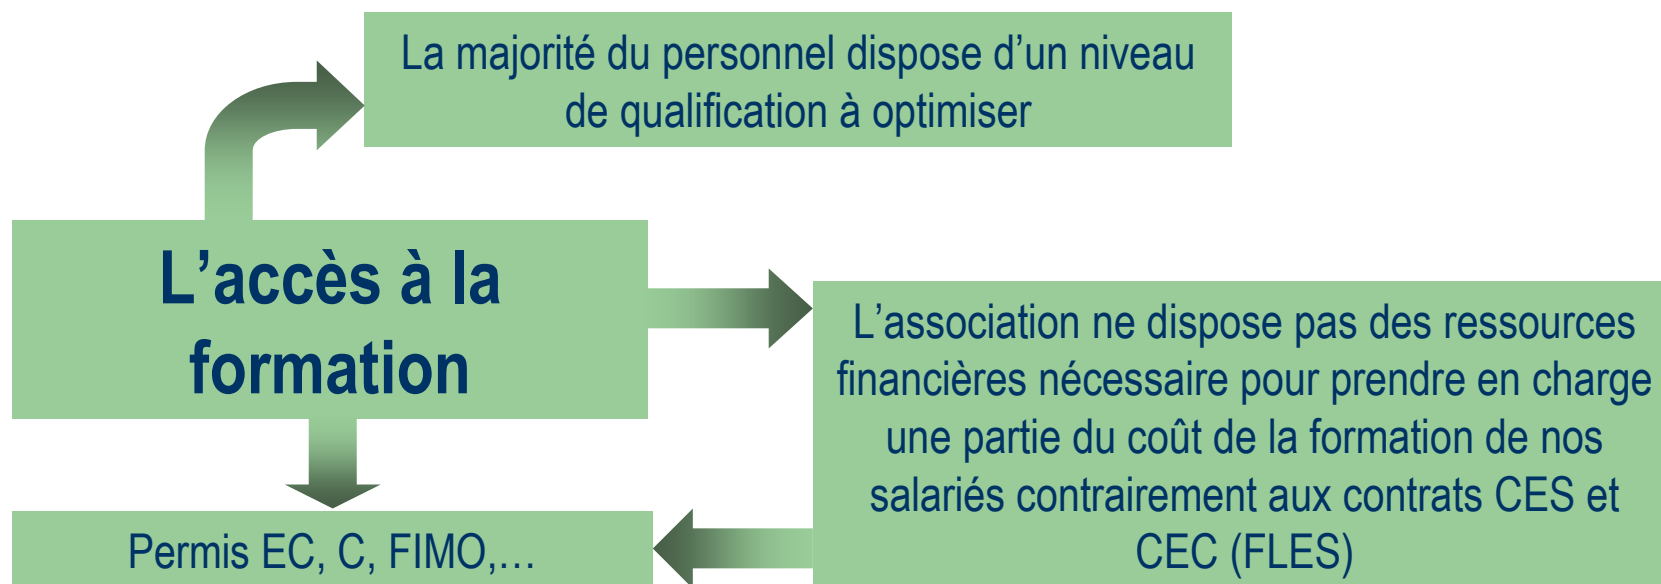 La majorité du personnel dispose d’un niveau
de qualification à optimiser
L’accès à la
formation
L’association ne dispose pas des ressources
financières nécessaire pour prendre en charge
une partie du coût de la formation de nos
salariés contrairement aux contrats CES et
CEC (FLES)
Permis EC, C, FIMO,…